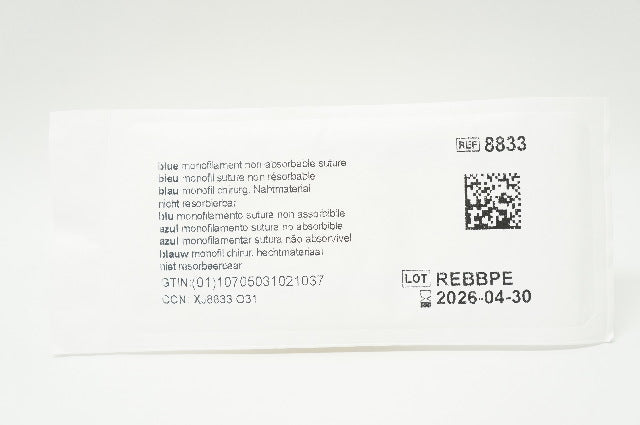 REF 8833
blue monofilament non absorbable suture
bleu monofil suture non résorbable
blau monofil chirurg. Nahtmaterial
nicht resorbierbar
blu monofilamento sutura non assorbibile
azul monofilamento sutura no absorbible
azul monofilamentar sutura não absorvível
blauw monofil chirur. hechtmateriaal
niet resorbeerbaar
GTIN:(01)10705031021037
CCN: XJ8833.O31
LOT REBBPE
2026-04-30